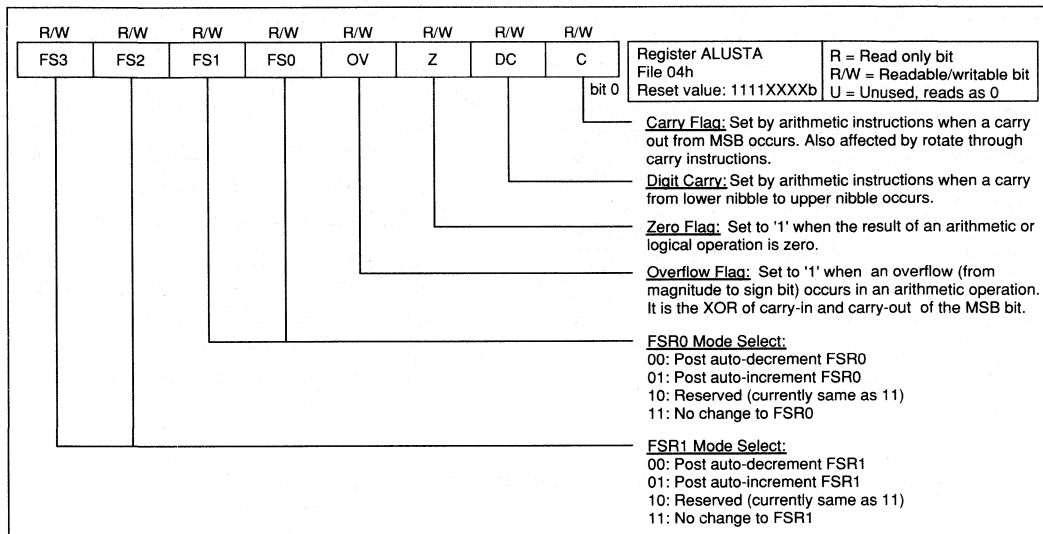 R/W R/W R/W R/W R/W R/W R/W R/W
FS3 FS2 FS1 FS0 OV Z DC C
bit 0
Register ALUSTA
File 04h
Reset value: 1111XXXXb
R = Read only bit
R/W = Readable/writable bit
U = Unused, reads as 0
Carry Flag: Set by arithmetic instructions when a carry
out from MSB occurs. Also affected by rotate through
carry instructions.
Digit Carry: Set by arithmetic instructions when a carry
from lower nibble to upper nibble occurs.
Zero Flag: Set to '1' when the result of an arithmetic or
logical operation is zero.
Overflow Flag: Set to '1' when an overflow (from
magnitude to sign bit) occurs in an arithmetic operation.
It is the XOR of carry-in and carry-out of the MSB bit.
FSR0 Mode Select:
00: Post auto-decrement FSR0
01: Post auto-increment FSR0
10: Reserved (currently same as 11)
11: No change to FSR0
FSR1 Mode Select:
00: Post auto-decrement FSR1
01: Post auto-increment FSR1
10: Reserved (currently same as 11)
11: No change to FSR1